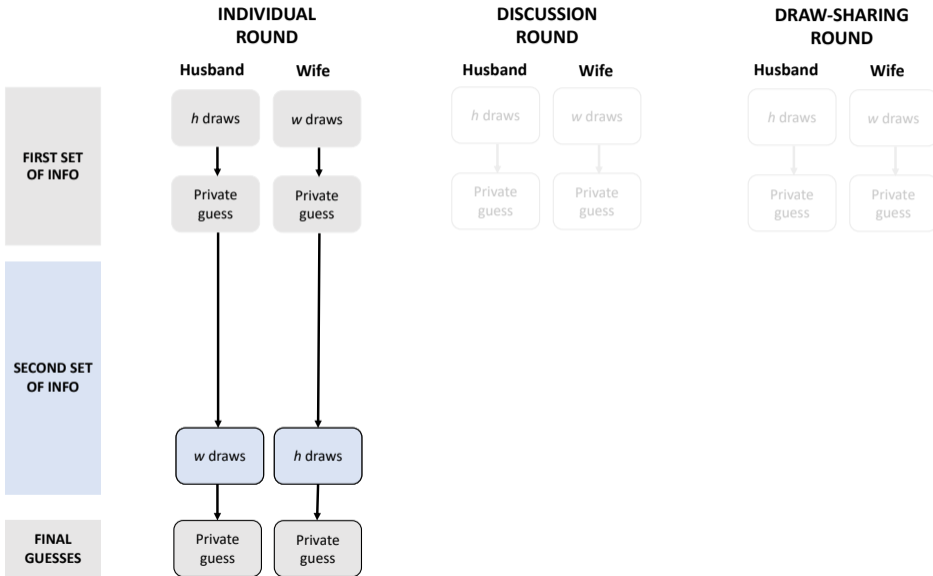 INDIVIDUAL
ROUND
DISCUSSION
ROUND
DRAW-SHARING
ROUND
Husband Wife
Husband Wife
Husband Wife
FIRST SET
OF INFO
h draws
w draws
h draws
w draws
h draws
w draws
Private
guess
Private
guess
Private
guess
Private
guess
Private
guess
Private
guess
SECOND SET
OF INFO
w draws
h draws
FINAL
GUESSES
Private
guess
Private
guess